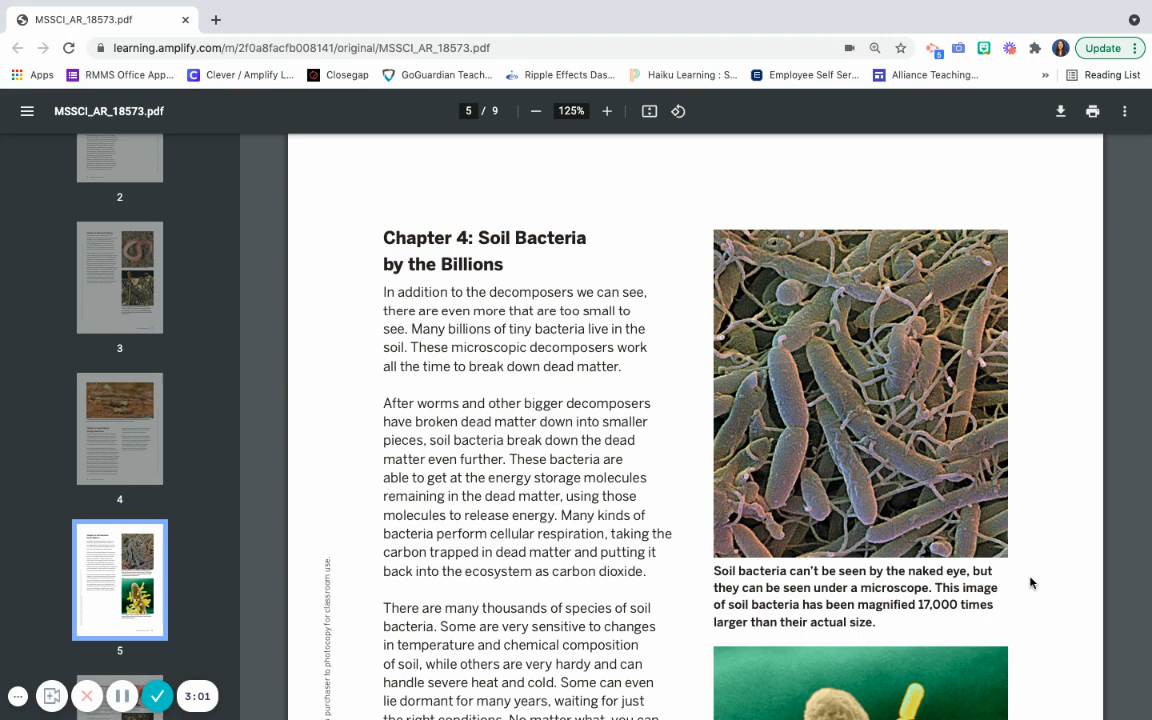 MSSCI_AR_18573.pdf
learning.amplify.com/m/2f0a8facfb008141/original/MSSCI_AR_18573.pdf
5
Update
Apps
RMMS Office App...
Clever / Amplify L...
Closegap
GoGuardian Teach...
Ripple Effects Das...
Haiku Learning : S...
Employee Self Ser...
Alliance Teaching...
»
Reading List
MSSCI_AR_18573.pdf
5 / 9
125%
2
3
4
5
Chapter 4: Soil Bacteria
by the Billions
In addition to the decomposers we can see,
there are even more that are too small to
see. Many billions of tiny bacteria live in the
soil. These microscopic decomposers work
all the time to break down dead matter.
After worms and other bigger decomposers
have broken dead matter down into smaller
pieces, soil bacteria break down the dead
matter even further. These bacteria are
able to get at the energy storage molecules
remaining in the dead matter, using those
molecules to release energy. Many kinds of
bacteria perform cellular respiration, taking the
carbon trapped in dead matter and putting it
back into the ecosystem as carbon dioxide.
There are many thousands of species of soil
bacteria. Some are very sensitive to changes
in temperature and chemical composition
of soil, while others are very hardy and can
handle severe heat and cold. Some can even
lie dormant for many years, waiting for just
the right conditions. No matter what, you can
Soil bacteria can't be seen by the naked eye, but
they can be seen under a microscope. This image
of soil bacteria has been magnified 17,000 times
larger than their actual size.
purchaser to photocopy for classroom use.
3:01